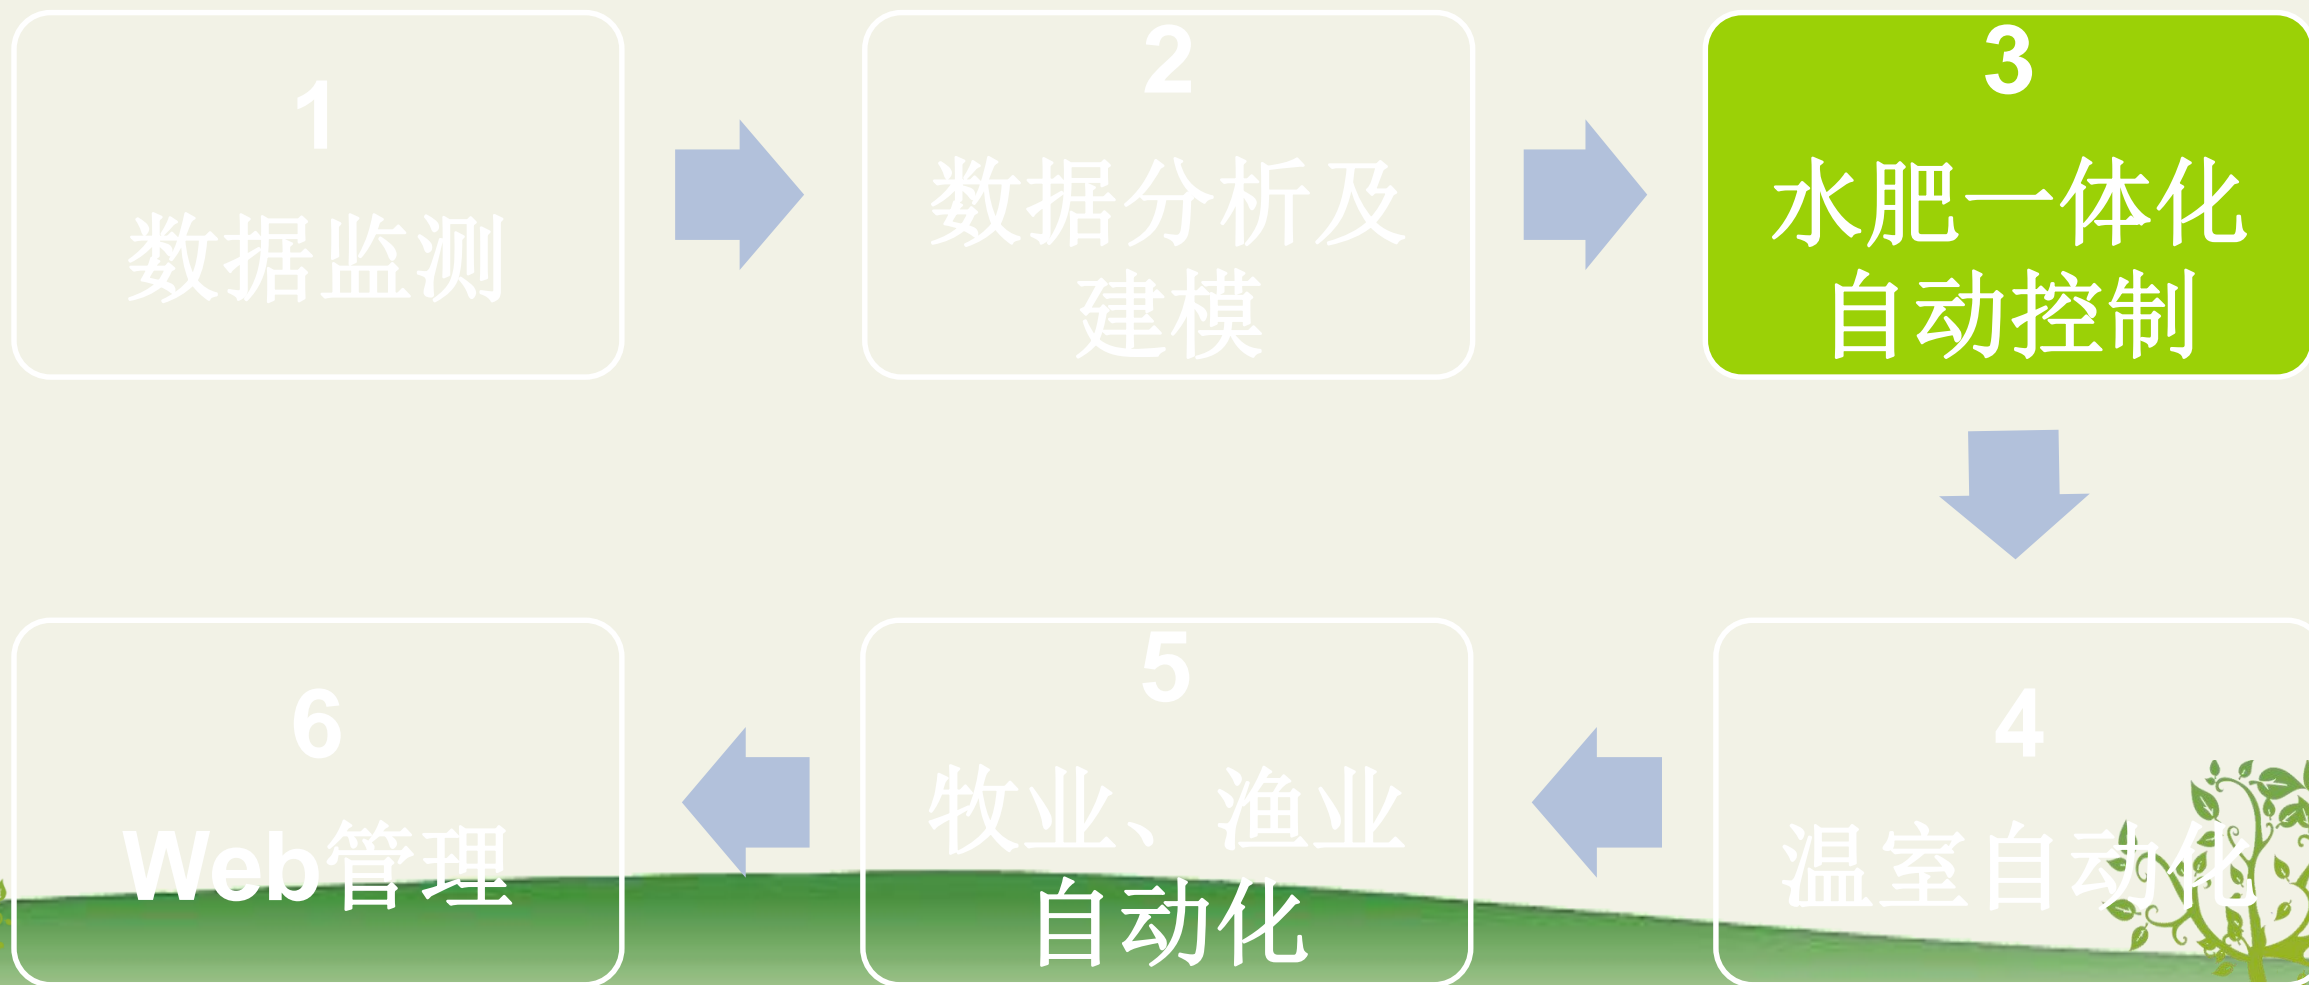 1
数据监测
2
数据分析及
建模
3
水肥一体化
自动控制
4
温室自动化
5
牧业、渔业
自动化
6
Web管理